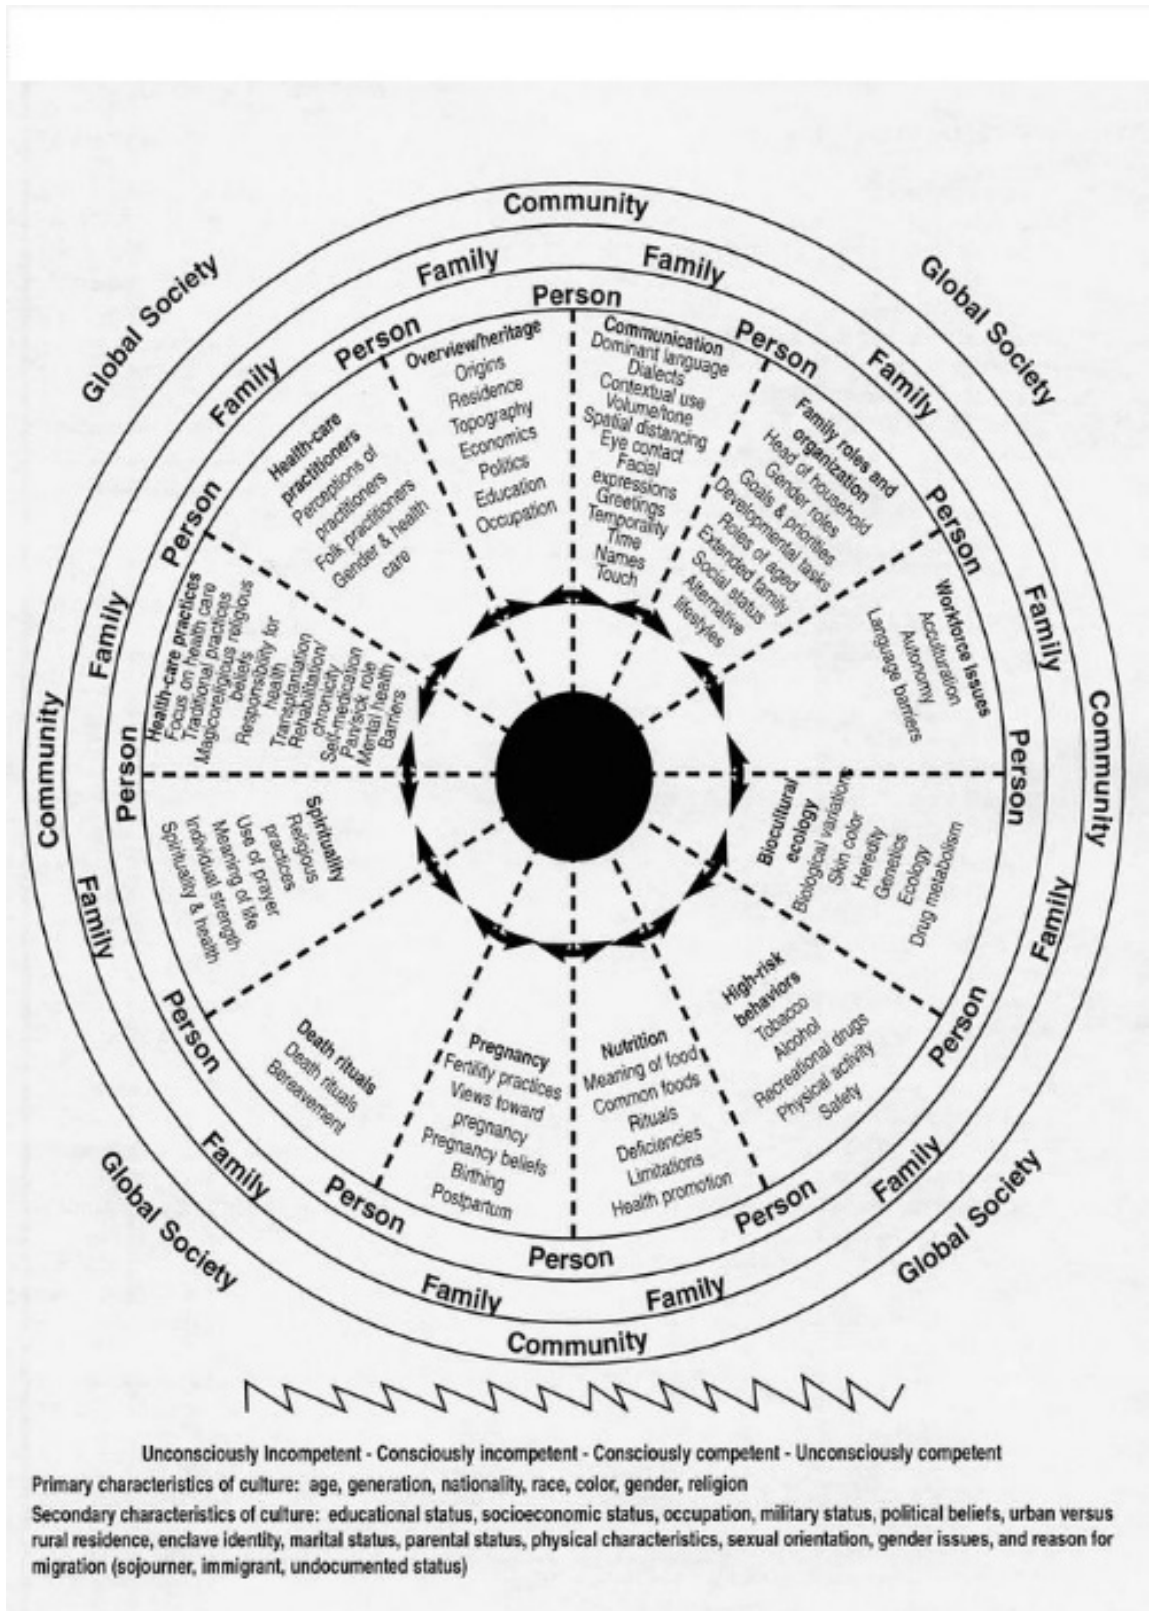 Community
Family
Family
Person
Global Society
Global Society
Person
Person
Family
Family
Overview/heritage
Origins
Residence
Topography
Economics
Politics
Education
Occupation
Communication
Dominant language
Dialects
Contextual use
Volume/tone
Spatial distancing
Eye contact
Facial
expressions
Greetings
Temporality
Time
Names
Touch
Family roles and
organization
Head of household
Gender roles
Goals & priorities
Developmental tasks
Roles of aged
Extended family
Social status
Alternative
lifestyles
Person
Family
Workforce issues
Acculturation
Autonomy
Language barriers
Person
Community
Biocultural
ecology
Biological variations
Skin color
Heredity
Genetics
Ecology
Drug metabolism
Family
Person
High-risk
behaviors
Tobacco
Alcohol
Recreational drugs
Physical activity
Safety
Family
Global Society
Person
Nutrition
Meaning of food
Common foods
Rituals
Deficiencies
Limitations
Health promotion
Family
Person
Community
Pregnancy
Fertility practices
Views toward
pregnancy
Pregnancy beliefs
Birthing
Postpartum
Family
Person
Death rituals
Death rituals
Bereavement
Family
Global Society
Person
Spirituality
Religious
practices
Use of prayer
Meaning of life
Individual strength
Spirituality & health
Family
Person
Community
Health-care practices
Focus on health care
Traditional practices
Magicoreligious religious
beliefs
Responsibility for
health
Transplantation
Rehabilitation/
chronicity
Self-medication
Pan/sick role
Mental health
Barriers
Family
Person
Health-care
practitioners
Perceptions of
practitioners
Folk practitioners
Gender & health
care
Unconsciously Incompetent - Consciously incompetent - Consciously competent - Unconsciously competent
Primary characteristics of culture: age, generation, nationality, race, color, gender, religion
Secondary characteristics of culture: educational status, socioeconomic status, occupation, military status, political beliefs, urban versus
rural residence, enclave identity, marital status, parental status, physical characteristics, sexual orientation, gender issues, and reason for
migration (sojourner, immigrant, undocumented status)